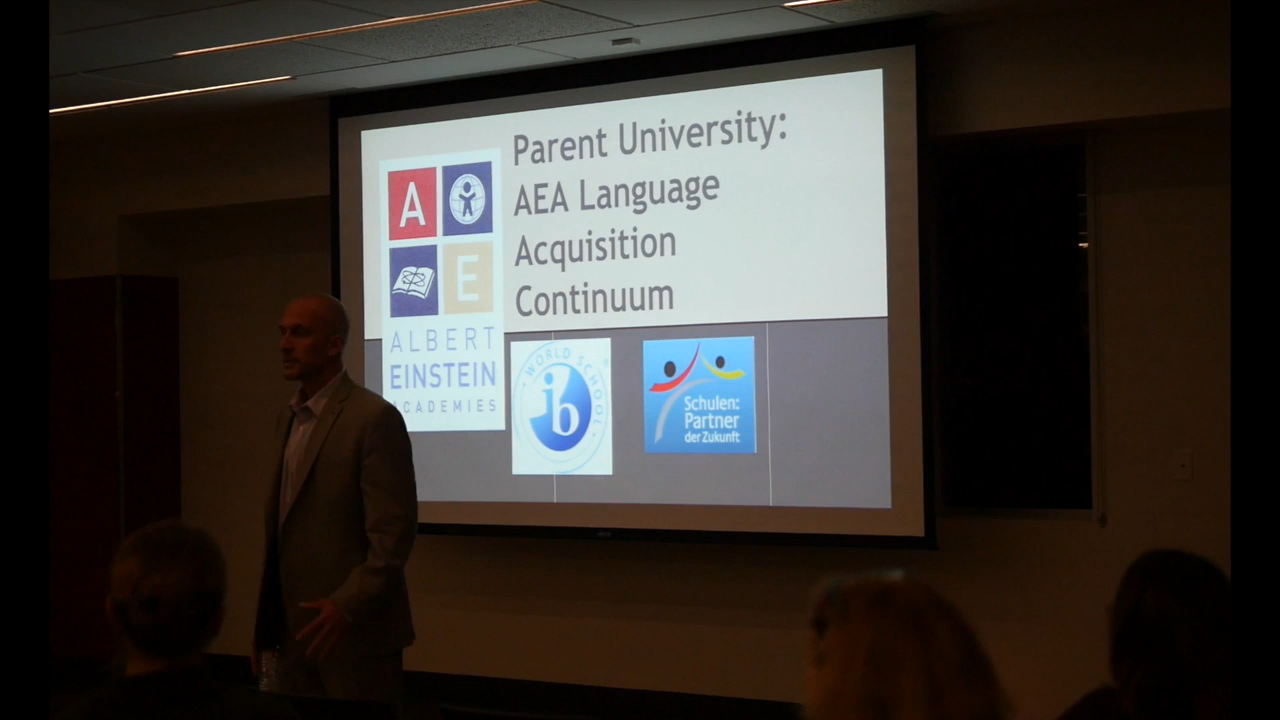 Parent University:
AEA Language
Acquisition
Continuum
A
E
ALBERT
EINSTEIN
ACADEMIES
WORLD SCHOOL
ib
Schulen:
Partner
der Zukunft